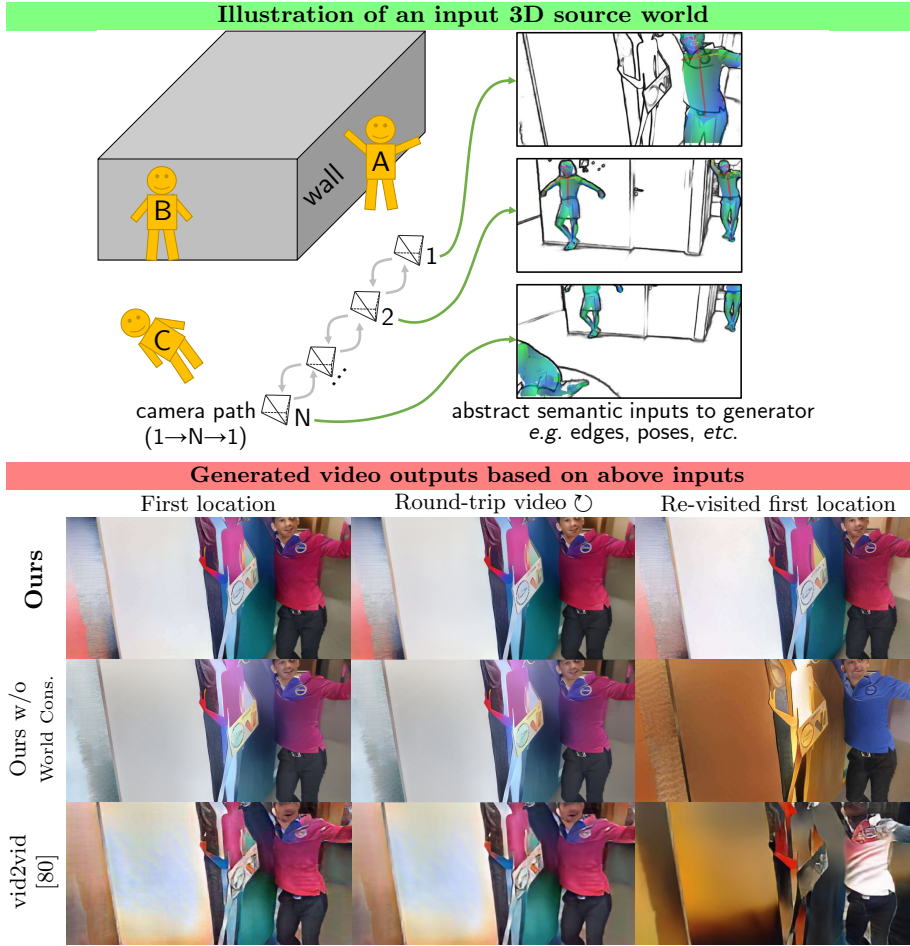 Illustration of an input 3D source world
wall
A
B
1
2
C
...
N
camera path
(1→N→1)
abstract semantic inputs to generator
e.g. edges, poses, etc.
Generated video outputs based on above inputs
First location
Round-trip video ↻
Re-visited first location
Ours
Ours w/o
World Cons.
vid2vid
[80]